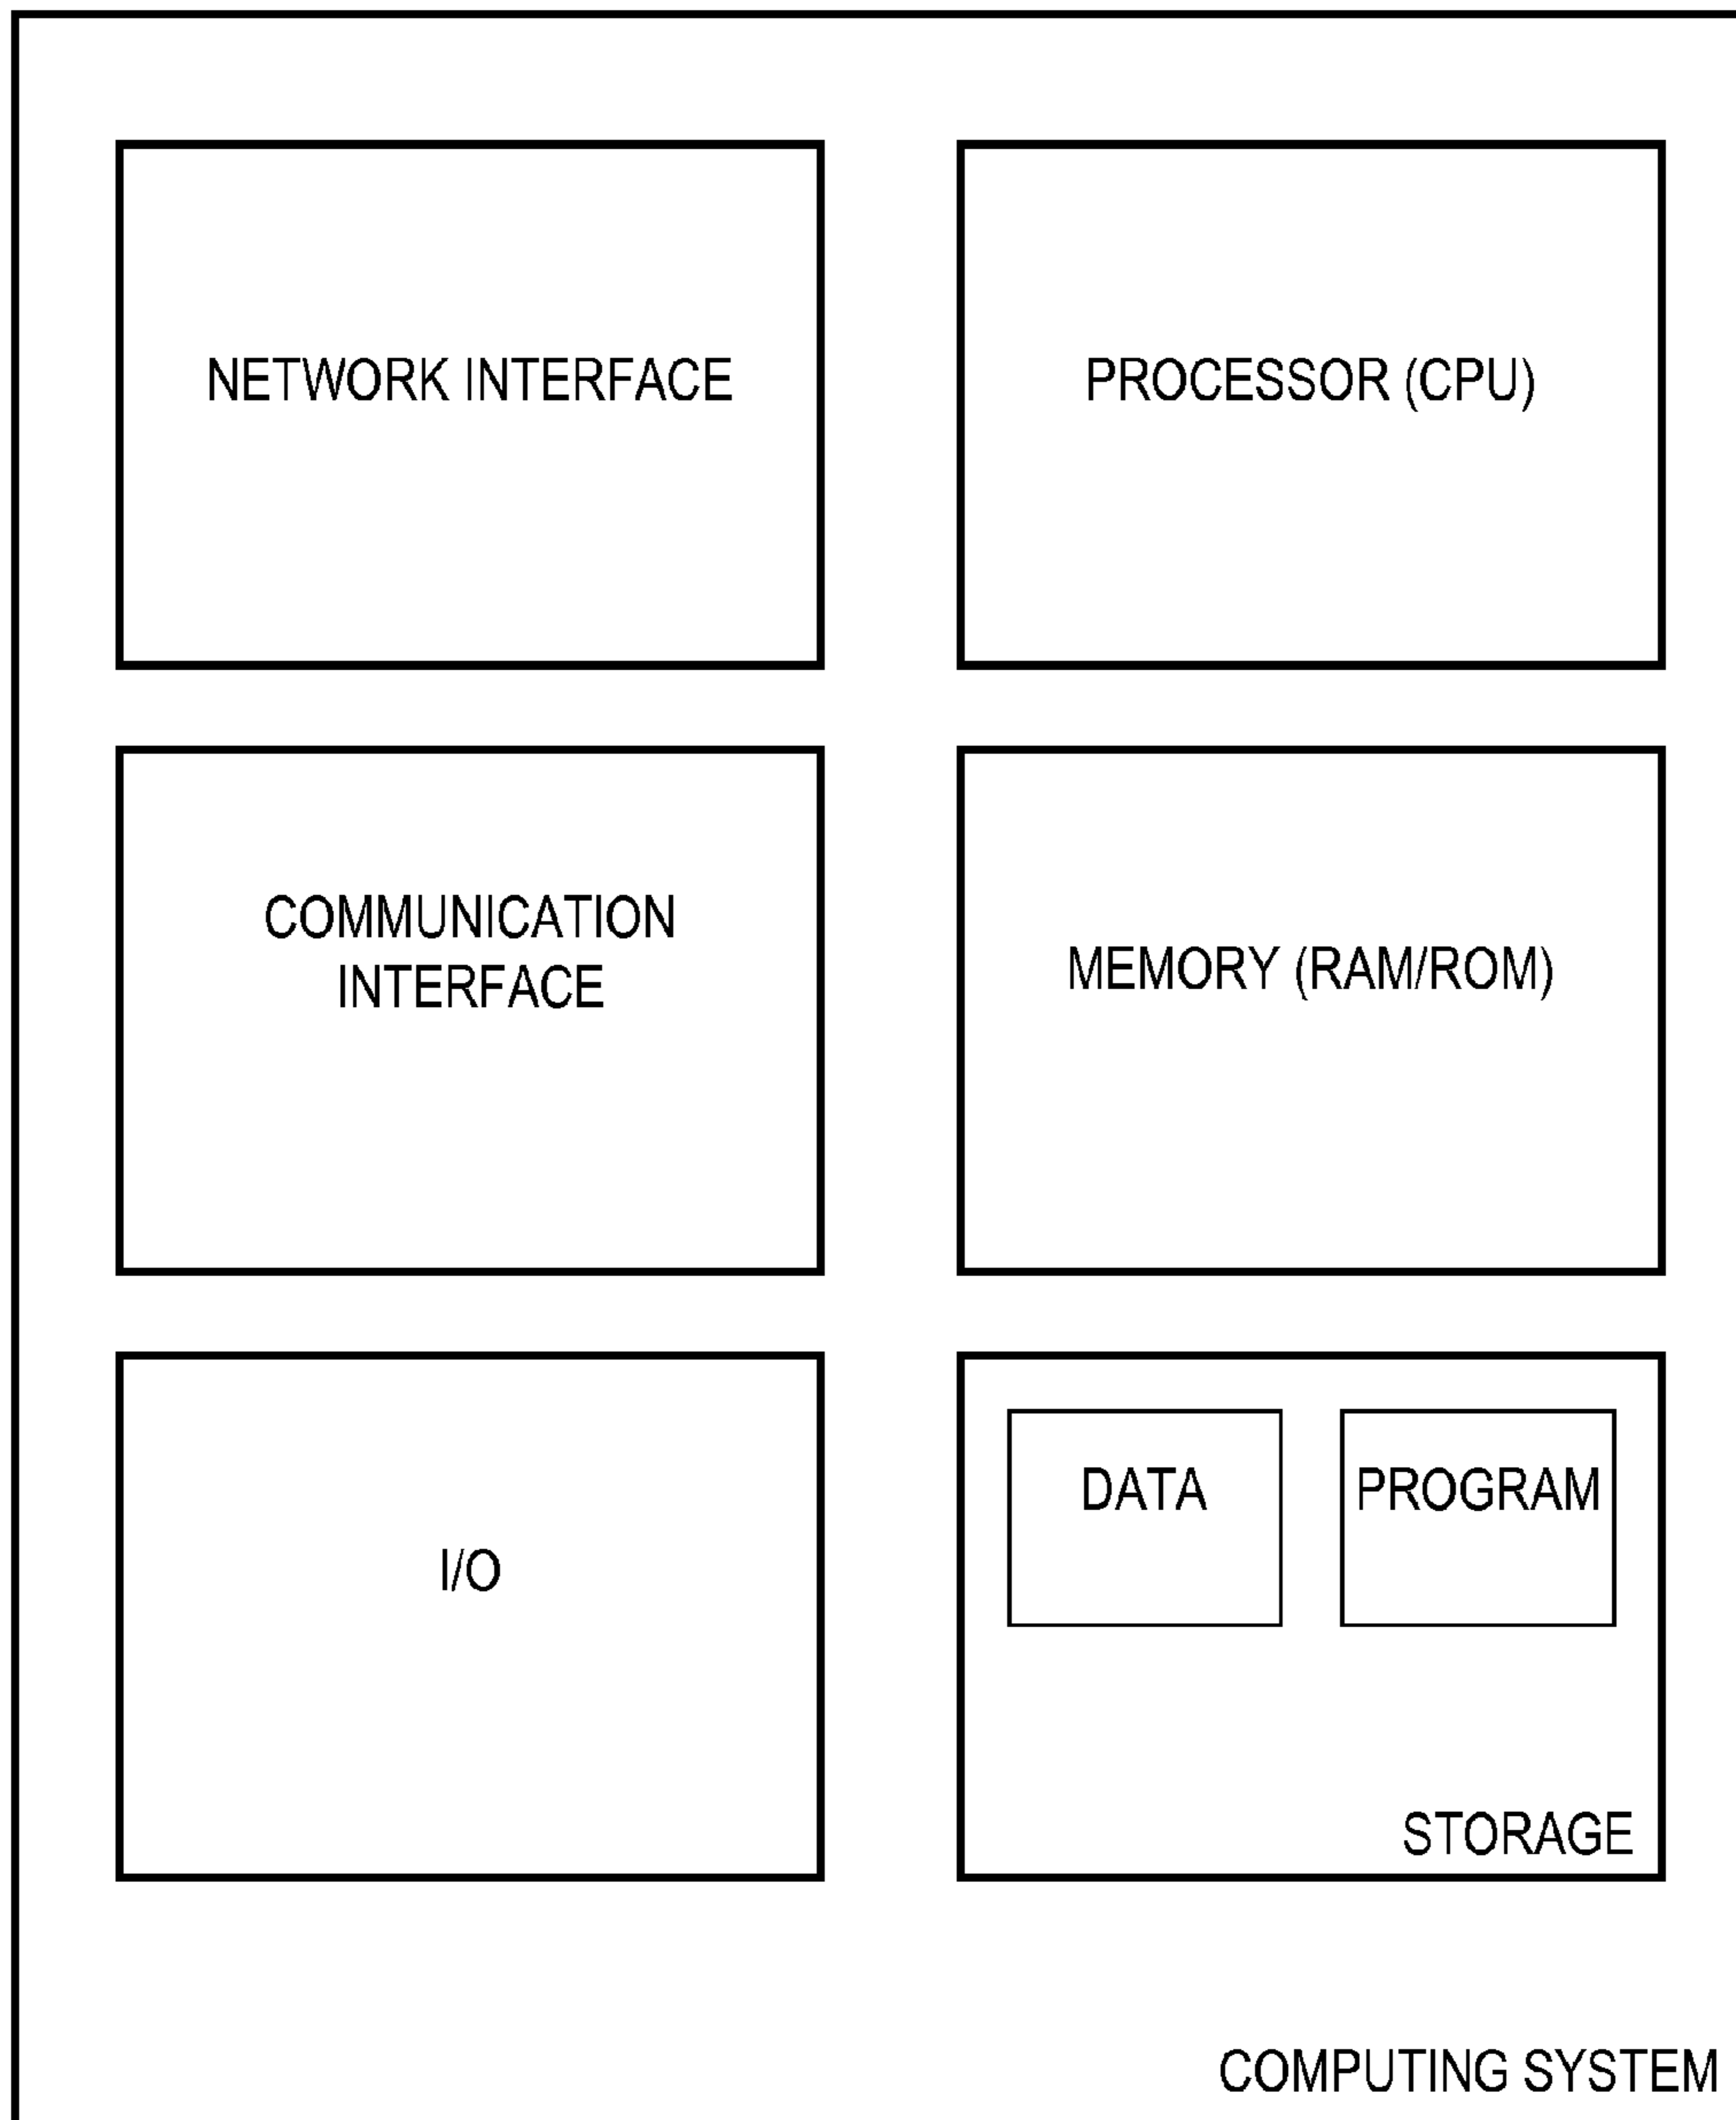 NETWORK INTERFACE
PROCESSOR (CPU)
COMMUNICATION
INTERFACE
MEMORY (RAM/ROM)
I/O
DATA
PROGRAM
STORAGE
COMPUTING SYSTEM